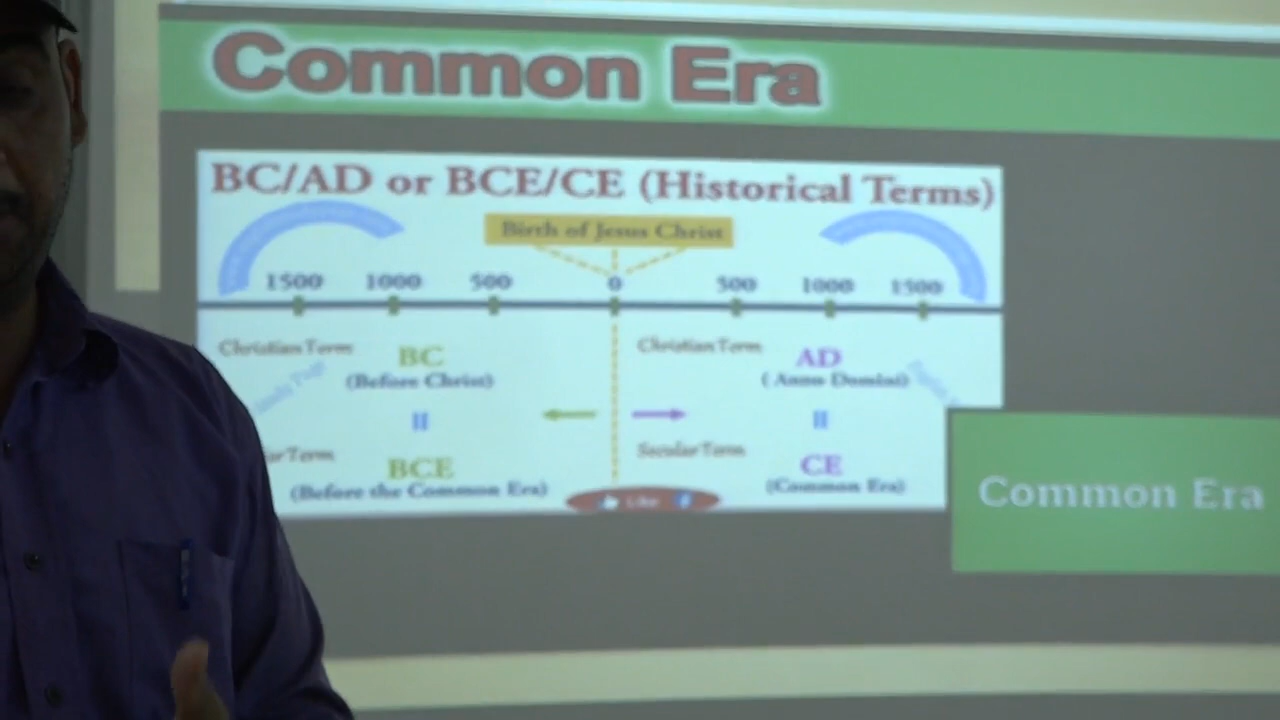 Common Era
BC/AD or BCE/CE (Historical Terms)
Birth of Jesus Christ
1500 1000 500 0 500 1000 1500
Christian Term
BC
(Before Christ)
Christian Term
AD
( Anno Domini)
=
=
Term
BCE
(Before the Common Era)
Secular Term
CE
(Common Era)
Like
Common Era